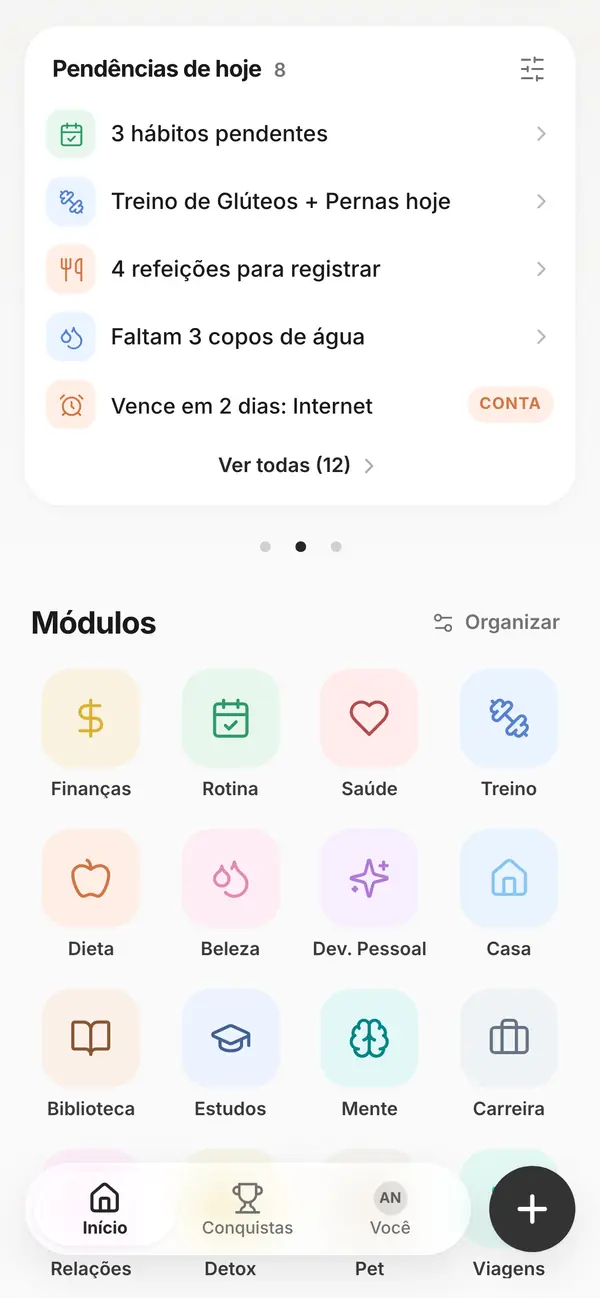 Pendências de hoje 8
3 hábitos pendentes
Treino de Glúteos + Pernas hoje
4 refeições para registrar
Faltam 3 copos de água
Vence em 2 dias: Internet CONTA
Ver todas (12)
Módulos Organizar
Finanças Rotina Saúde Treino
Dieta Beleza Dev. Pessoal Casa
Biblioteca Estudos Mente Carreira
AN
Início Conquistas Você
Relações Detox Pet Viagens